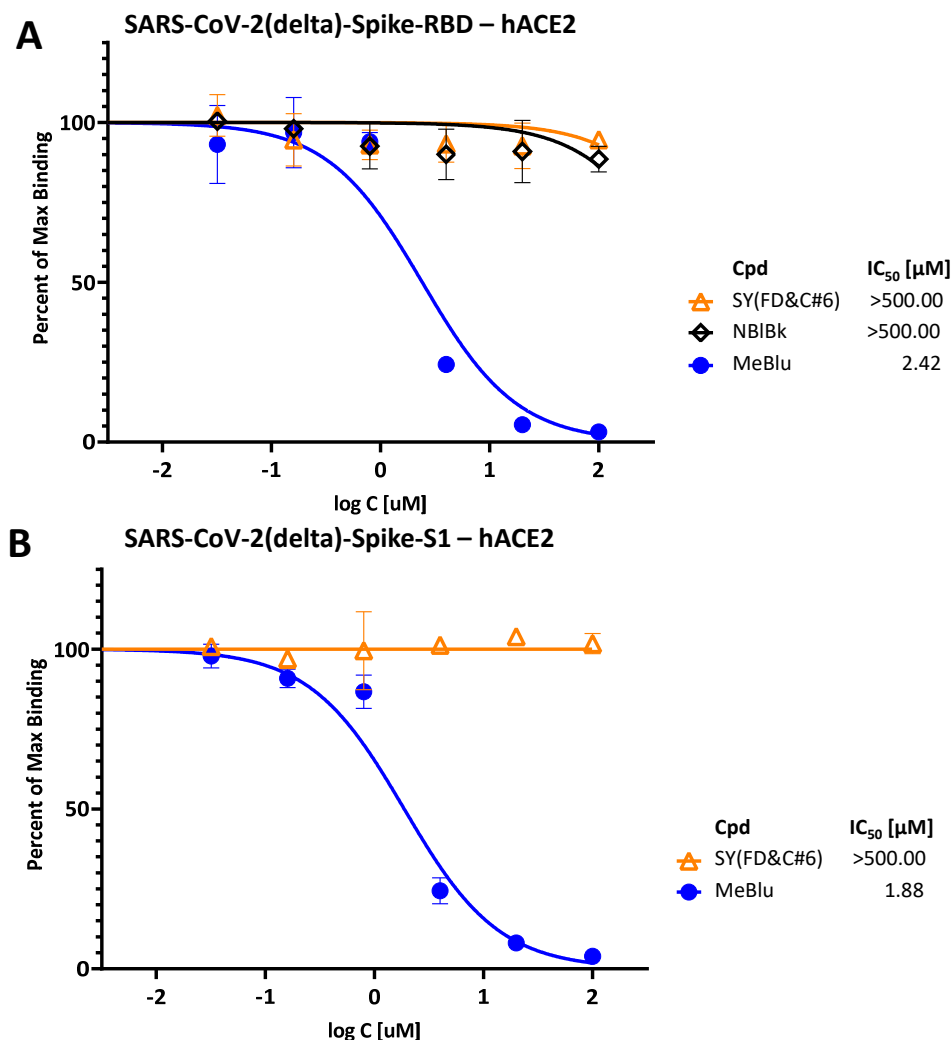 A
SARS-CoV-2(delta)-Spike-RBD – hACE2
Percent of Max Binding
100
50
0
-2 -1 0 1 2
log C [uM]
Cpd IC50 [µM]
SY(FD&C#6) >500.00
NBlBk >500.00
MeBlu 2.42
B
SARS-CoV-2(delta)-Spike-S1 – hACE2
Percent of Max Binding
100
50
0
-2 -1 0 1 2
log C [uM]
Cpd IC50 [µM]
SY(FD&C#6) >500.00
MeBlu 1.88